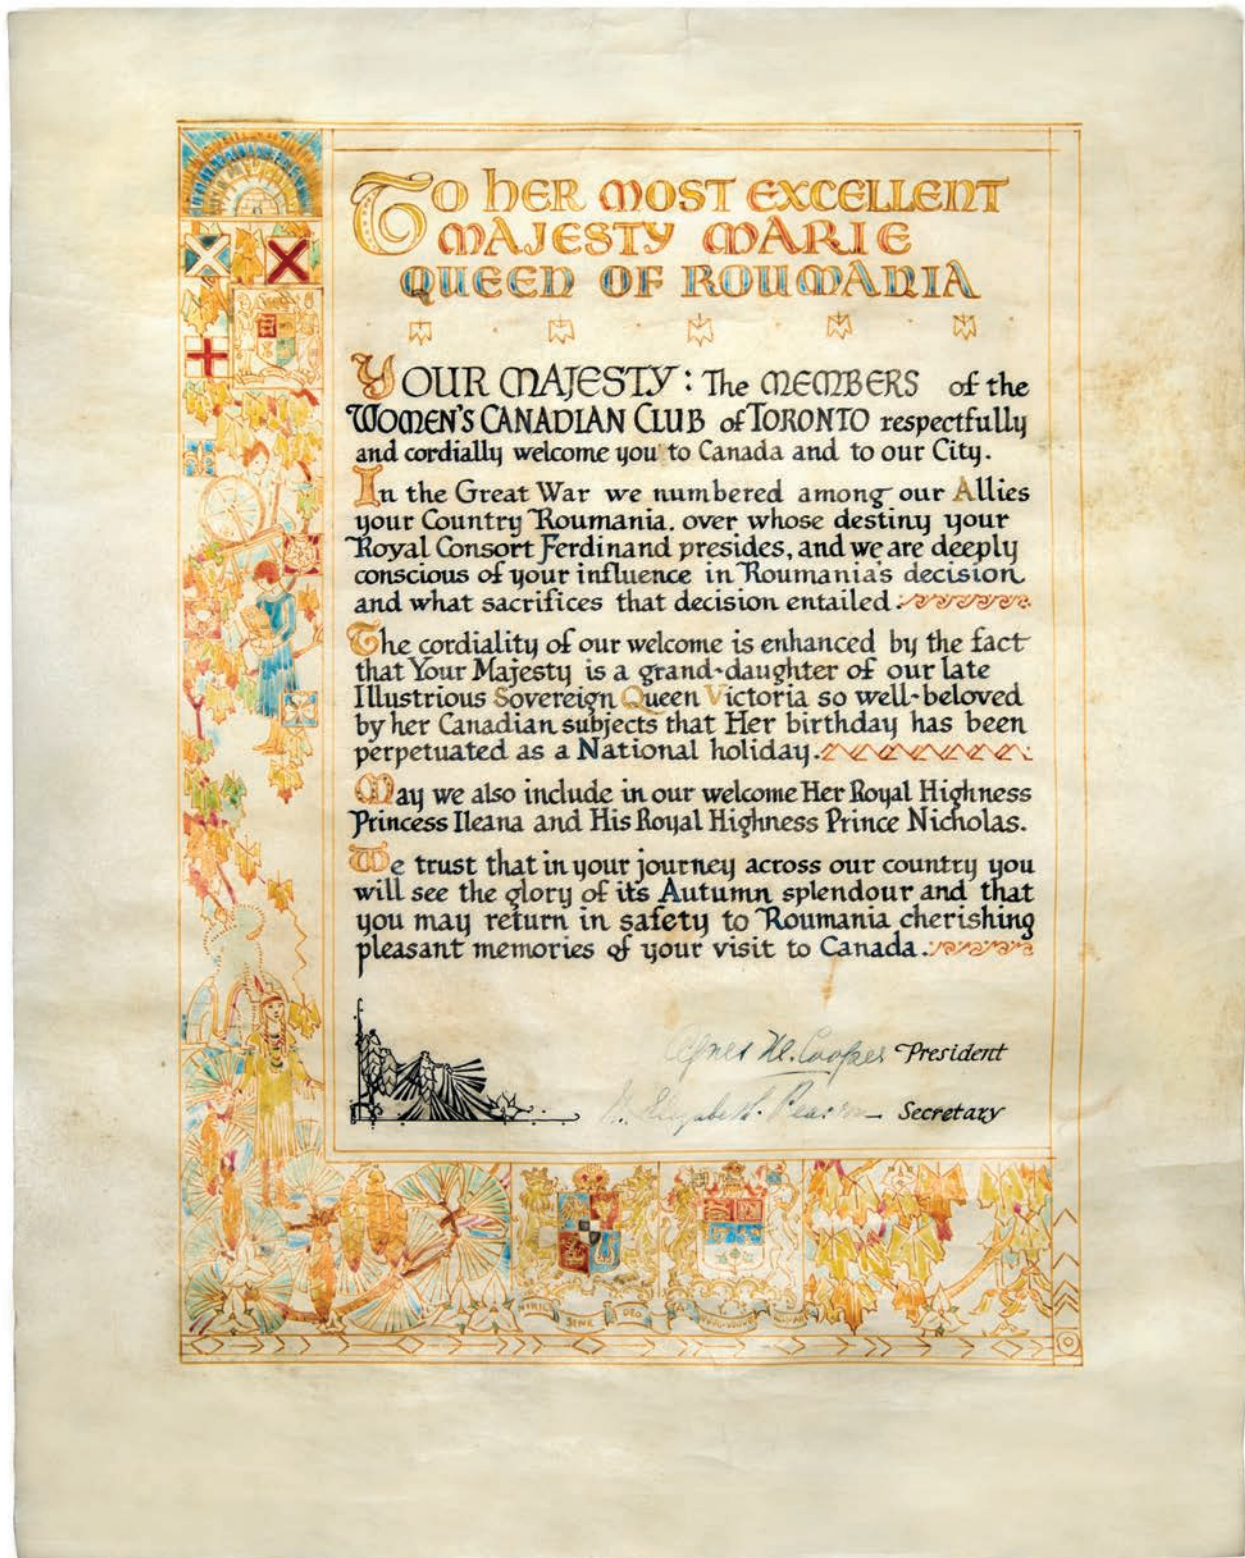 To her most excellent
Majesty Marie
Queen of Roumania
Your Majesty: The Members of the
Women's Canadian Club of Toronto respectfully
and cordially welcome you to Canada and to our City.
In the Great War we numbered among our Allies
your Country Roumania. over whose destiny your
Royal Consort Ferdinand presides, and we are deeply
conscious of your influence in Roumania's decision
and what sacrifices that decision entailed.
The cordiality of our welcome is enhanced by the fact
that Your Majesty is a grand-daughter of our late
Illustrious Sovereign Queen Victoria so well-beloved
by her Canadian subjects that Her birthday has been
perpetuated as a National holiday.
May we also include in our welcome Her Royal Highness
Princess Ileana and His Royal Highness Prince Nicholas.
We trust that in your journey across our country you
will see the glory of its Autumn splendour and that
you may return in safety to Roumania cherishing
pleasant memories of your visit to Canada.
Agnes President
Elizabeth Secretary
NIHIL SINE DEO